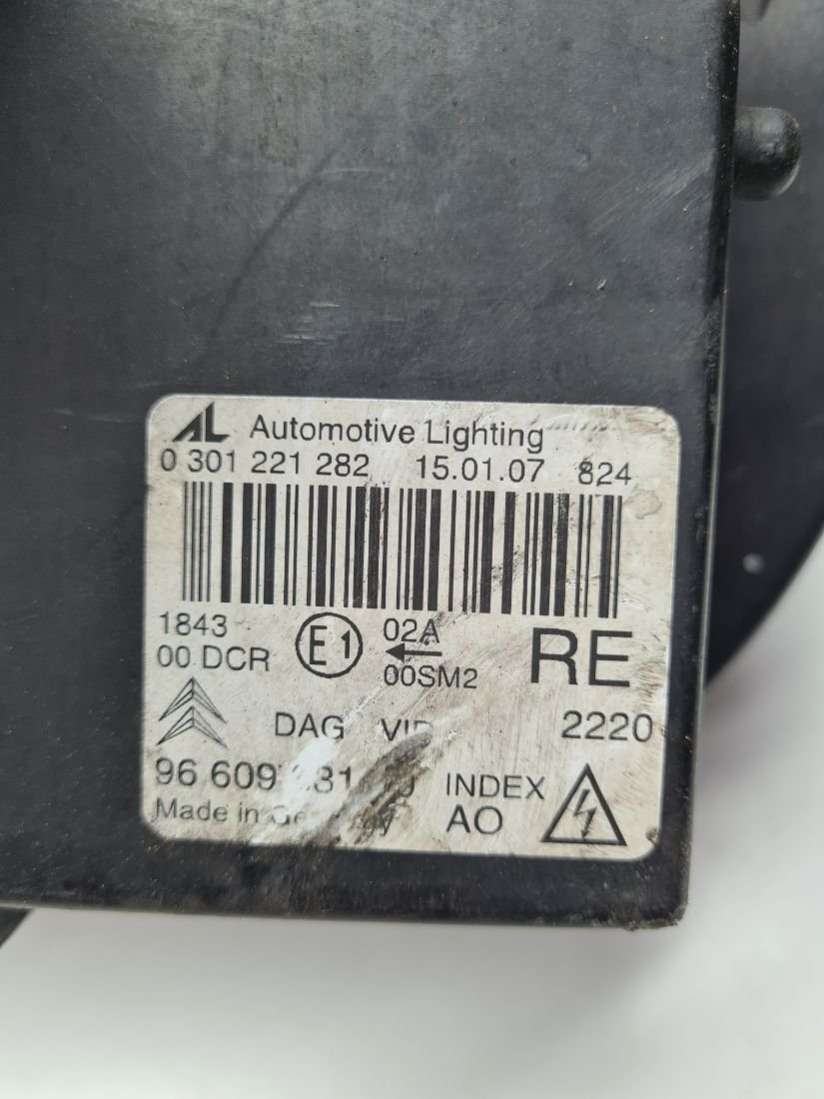 AL Automotive Lighting
0 301 221 282 15.01.07 824
1843
00 DCR
E1
02A
00SM2
RE
DAG 2220
96 INDEX
Made in AO